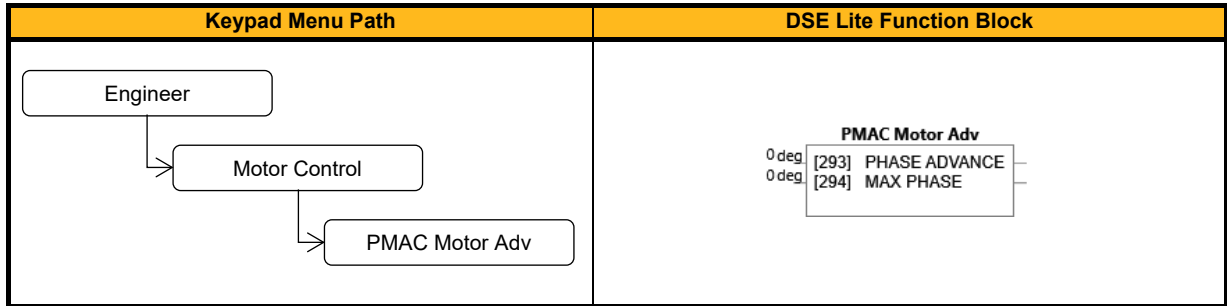 Keypad Menu Path
DSE Lite Function Block
Engineer
Motor Control
PMAC Motor Adv
PMAC Motor Adv
0 deg [293] PHASE ADVANCE
0 deg [294] MAX PHASE